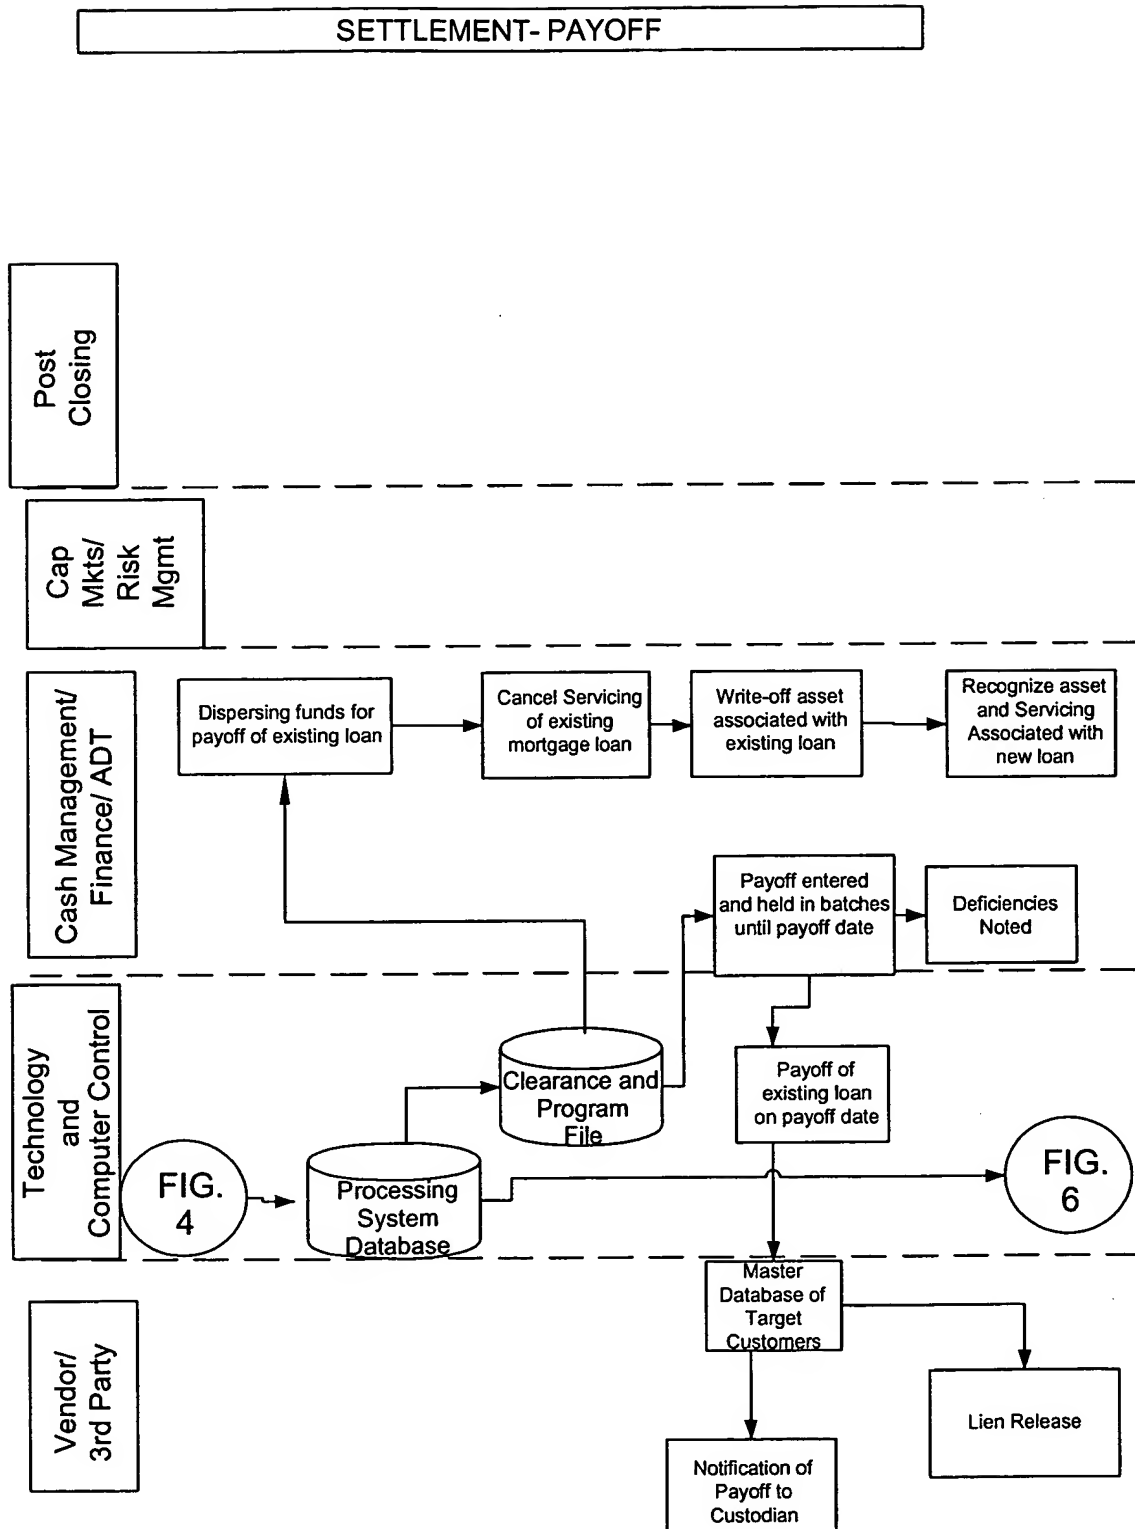 SETTLEMENT- PAYOFF
Post
Closing
Cap
Mkts/
Risk
Mgmt
Cash Management/
Finance/ ADT
Dispersing funds for
payoff of existing loan
Cancel Servicing
of existing
mortgage loan
Write-off asset
associated with
existing loan
Recognize asset
and Servicing
Associated with
new loan
Payoff entered
and held in batches
until payoff date
Deficiencies
Noted
Technology
and
Computer Control
Clearance and
Program
File
Payoff of
existing loan
on payoff date
FIG.
4
Processing
System
Database
FIG.
6
Vendor/
3rd Party
Master
Database of
Target
Customers
Lien Release
Notification of
Payoff to
Custodian